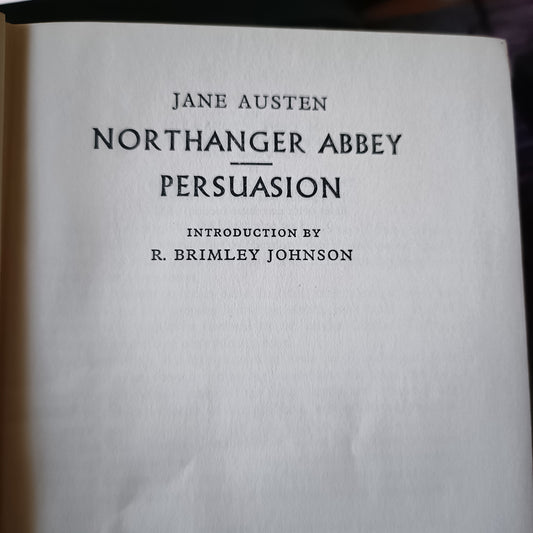 JANE AUSTEN
NORTHANGER ABBEY
PERSUASION
INTRODUCTION BY
R. BRIMLEY JOHNSON